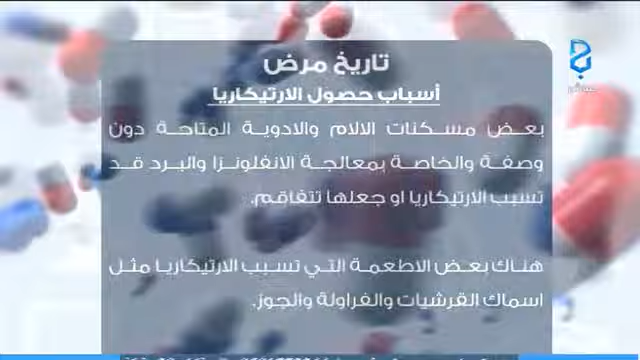 تاريخ مرض
أسباب حصول الارتيكاريا
بعض مسكنات الالام والادوية المتاحة دون
وصفة والخاصة بمعالجة الانفلونزا والبرد قد
تسبب الارتيكاريا او جعلها تتفاقم.
هناك بعض الاطعمة التي تسبب الارتيكاريا مثل
اسماك القرشيات والفراولة والجوز.